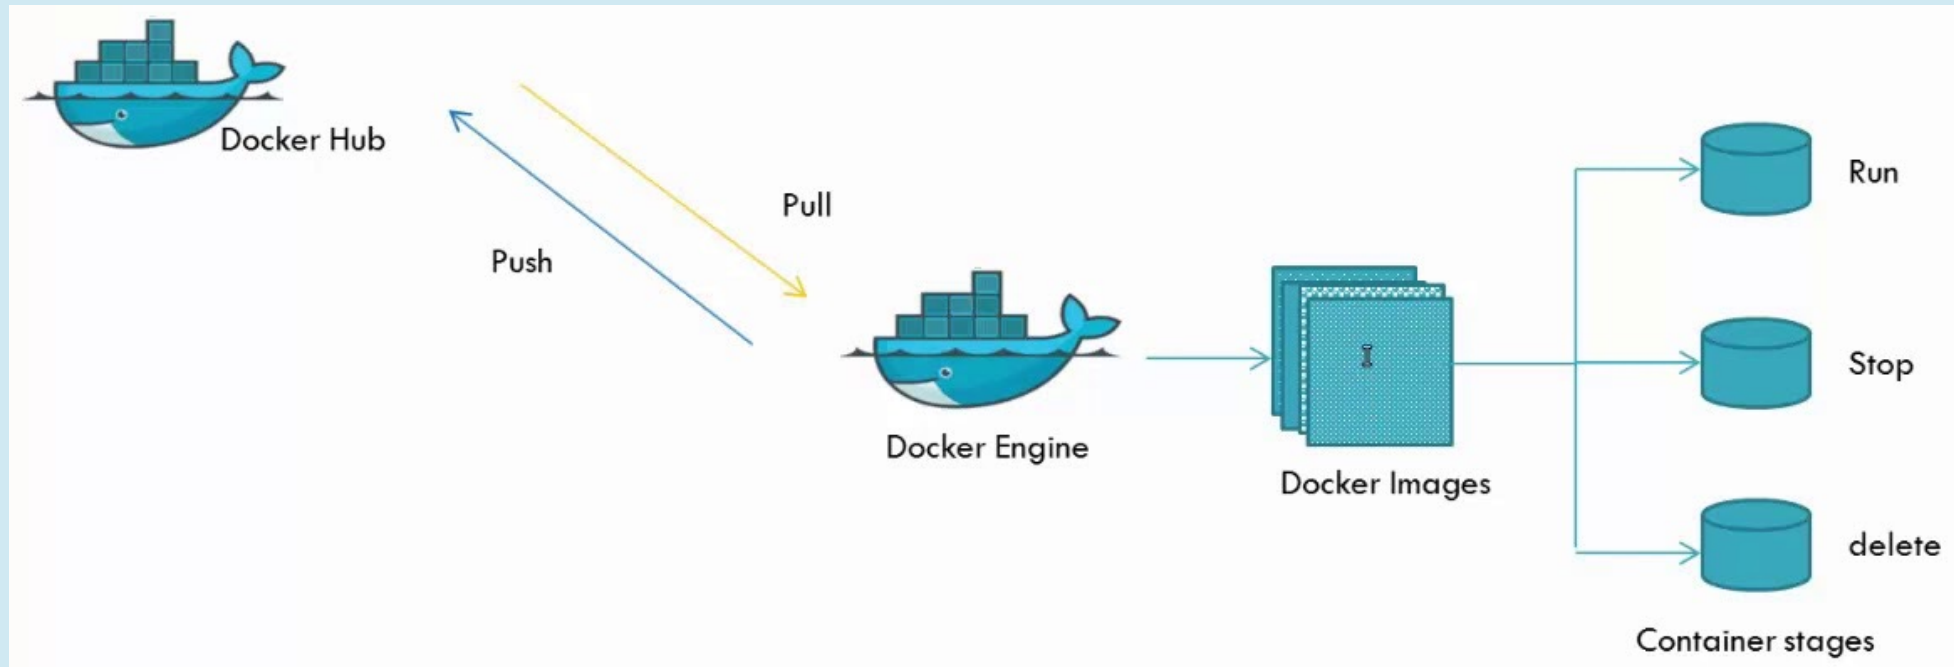 Docker Hub
Pull
Push
Docker Engine
Docker Images
Run
Stop
delete
Container stages